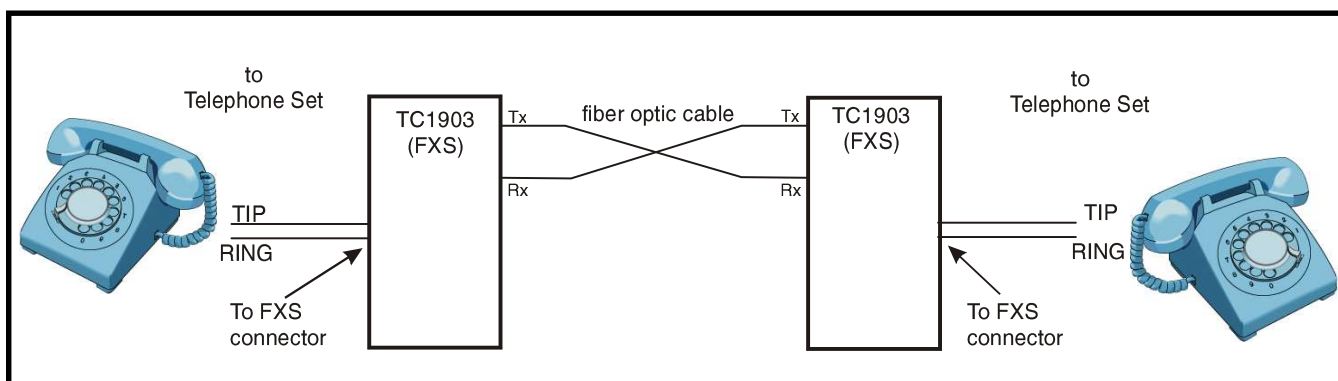 to
Telephone Set
TC1903
(FXS)
Tx
Rx
fiber optic cable
Tx
Rx
TC1903
(FXS)
to
Telephone Set
TIP
RING
To FXS
connector
TIP
RING
To FXS
connector